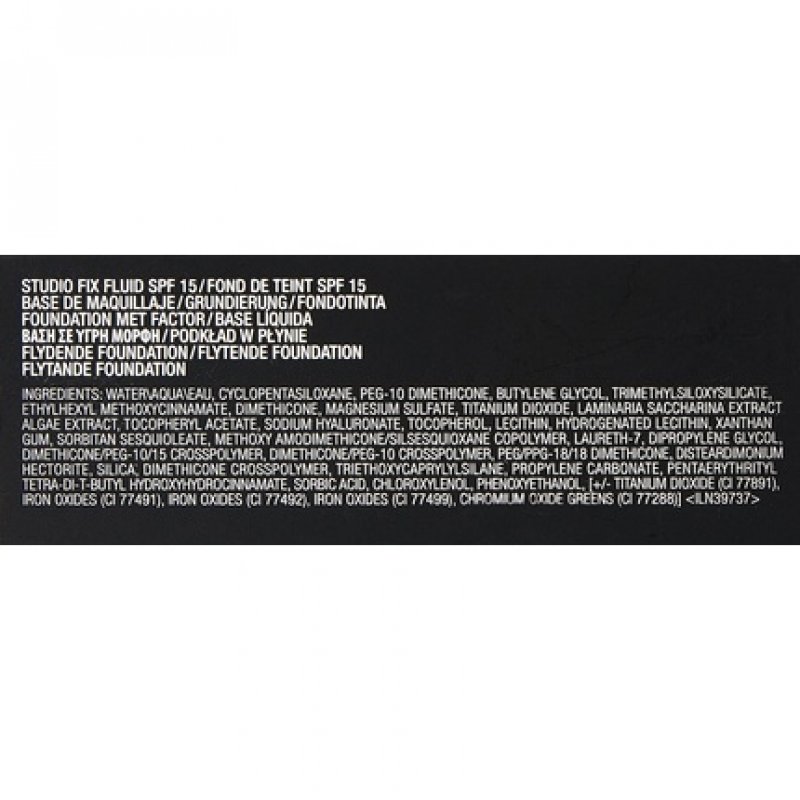 STUDIO FIX FLUID SPF 15/FOND DE TEINT SPF 15
BASE DE MAQUILLAJE/GRUNDIERUNG/FONDOTINTA
FOUNDATION MET FACTOR/BASE LÍQUIDA
ΒΑΣΗ ΣΕ ΥΓΡΗ ΜΟΡΦΗ/PODKŁAD W PŁYNIE
FLYDENDE FOUNDATION/FLYTENDE FOUNDATION
FLYTANDE FOUNDATION
INGREDIENTS: WATER\AQUA\EAU, CYCLOPENTASILOXANE, PEG-10 DIMETHICONE, BUTYLENE GLYCOL, TRIMETHYLSILOXYSILICATE,
ETHYLHEXYL METHOXYCINNAMATE, DIMETHICONE, MAGNESIUM SULFATE, TITANIUM DIOXIDE, LAMINARIA SACCHARINA EXTRACT
ALGAE EXTRACT, TOCOPHERYL ACETATE, SODIUM HYALURONATE, TOCOPHEROL, LECITHIN, HYDROGENATED LECITHIN, XANTHAN
GUM, SORBITAN SESQUIOLEATE, METHOXY AMODIMETHICONE/SILSESQUIOXANE COPOLYMER, LAURETH-7, DIPROPYLENE GLYCOL,
DIMETHICONE/PEG-10/15 CROSSPOLYMER, DIMETHICONE/PEG-10 CROSSPOLYMER, PEG/PPG-18/18 DIMETHICONE, DISTEARDIMONIUM
HECTORITE, SILICA, DIMETHICONE CROSSPOLYMER, TRIETHOXYCAPRYLYLSILANE, PROPYLENE CARBONATE, PENTAERYTHRITYL
TETRA-DI-T-BUTYL HYDROXYHYDROCINNAMATE, SORBIC ACID, CHLOROXYLENOL, PHENOXYETHANOL, [+/- TITANIUM DIOXIDE (CI 77891),
IRON OXIDES (CI 77491), IRON OXIDES (CI 77492), IRON OXIDES (CI 77499), CHROMIUM OXIDE GREENS (CI 77288)] <ILN39737>